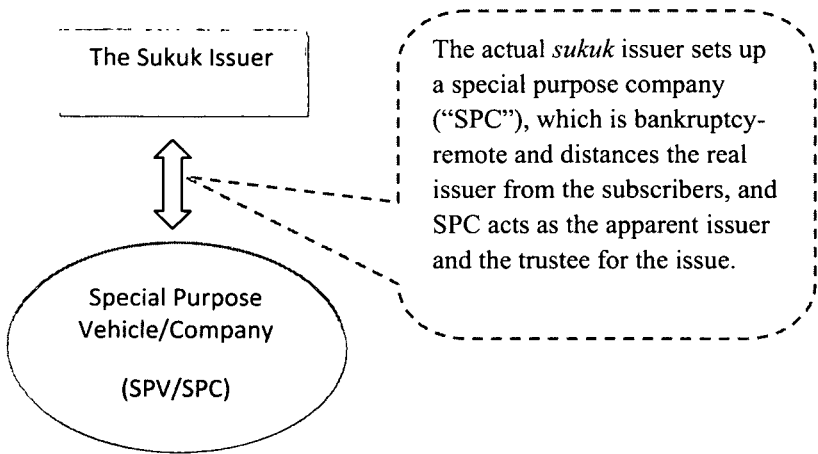 The Sukuk Issuer
The actual sukuk issuer sets up
a special purpose company
(“SPC”), which is bankruptcy-
remote and distances the real
issuer from the subscribers, and
SPC acts as the apparent issuer
and the trustee for the issue.
Special Purpose
Vehicle/Company
(SPV/SPC)